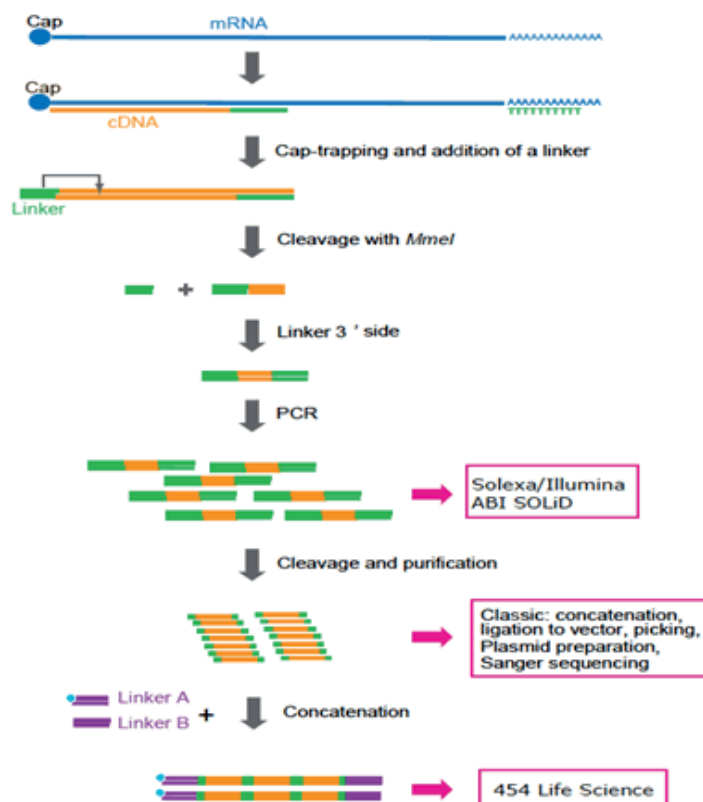 Cap
mRNA
Cap
cDNA
Cap-trapping and addition of a linker
Linker
Cleavage with MmeI
+
Linker 3 ' side
PCR
Solexa/Illumina
ABI SOLiD
Cleavage and purification
Classic: concatenation,
ligation to vector, picking,
Plasmid preparation,
Sanger sequencing
Linker A
Linker B +
Concatenation
454 Life Science